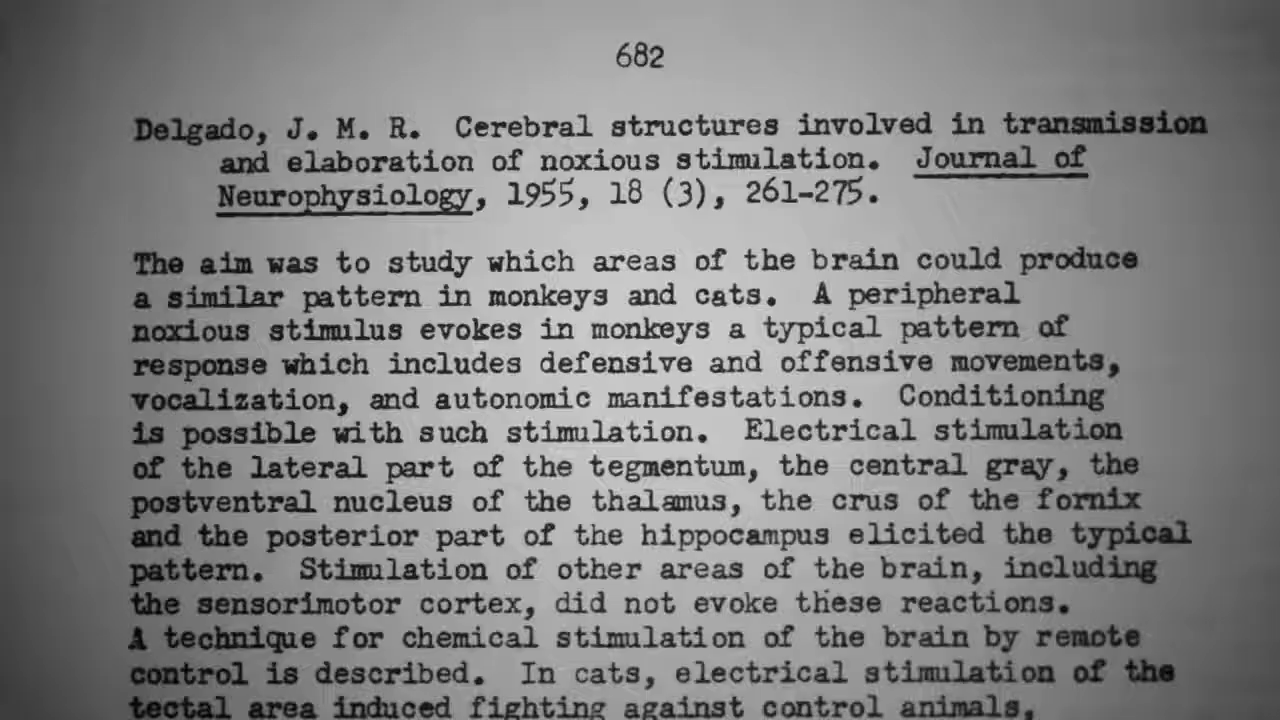 682
Delgado, J. M. R. Cerebral structures involved in transmission
and elaboration of noxious stimulation. Journal of
Neurophysiology, 1955, 18 (3), 261-275.
The aim was to study which areas of the brain could produce
a similar pattern in monkeys and cats. A peripheral
noxious stimulus evokes in monkeys a typical pattern of
response which includes defensive and offensive movements,
vocalization, and autonomic manifestations. Conditioning
is possible with such stimulation. Electrical stimulation
of the lateral part of the tegmentum, the central gray, the
postventral nucleus of the thalamus, the crus of the fornix
and the posterior part of the hippocampus elicited the typical
pattern. Stimulation of other areas of the brain, including
the sensorimotor cortex, did not evoke these reactions.
A technique for chemical stimulation of the brain by remote
control is described. In cats, electrical stimulation of the
tectal area induced fighting against control animals,